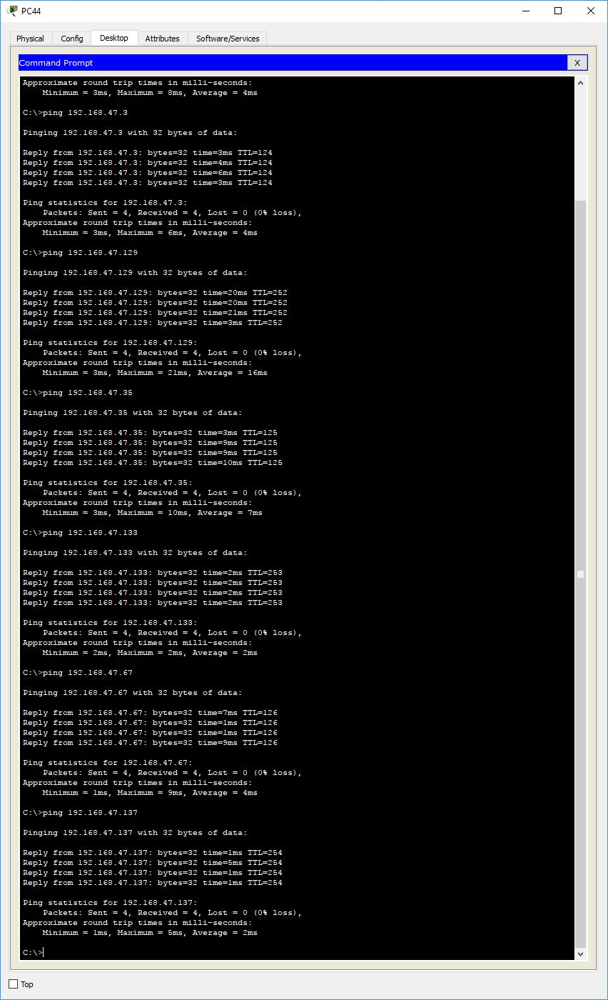 PC44
Physical Config Desktop Attributes Software/Services
Command Prompt X
Approximate round trip times in milli-seconds:
    Minimum = 3ms, Maximum = 8ms, Average = 4ms
C:\>ping 192.168.47.3
Pinging 192.168.47.3 with 32 bytes of data:
Reply from 192.168.47.3: bytes=32 time=3ms TTL=124
Reply from 192.168.47.3: bytes=32 time=4ms TTL=124
Reply from 192.168.47.3: bytes=32 time=6ms TTL=124
Reply from 192.168.47.3: bytes=32 time=3ms TTL=124
Ping statistics for 192.168.47.3:
    Packets: Sent = 4, Received = 4, Lost = 0 (0% loss),
Approximate round trip times in milli-seconds:
    Minimum = 3ms, Maximum = 6ms, Average = 4ms
C:\>ping 192.168.47.129
Pinging 192.168.47.129 with 32 bytes of data:
Reply from 192.168.47.129: bytes=32 time=20ms TTL=252
Reply from 192.168.47.129: bytes=32 time=20ms TTL=252
Reply from 192.168.47.129: bytes=32 time=21ms TTL=252
Reply from 192.168.47.129: bytes=32 time=3ms TTL=252
Ping statistics for 192.168.47.129:
    Packets: Sent = 4, Received = 4, Lost = 0 (0% loss),
Approximate round trip times in milli-seconds:
    Minimum = 3ms, Maximum = 21ms, Average = 16ms
C:\>ping 192.168.47.35
Pinging 192.168.47.35 with 32 bytes of data:
Reply from 192.168.47.35: bytes=32 time=3ms TTL=125
Reply from 192.168.47.35: bytes=32 time=9ms TTL=125
Reply from 192.168.47.35: bytes=32 time=9ms TTL=125
Reply from 192.168.47.35: bytes=32 time=10ms TTL=125
Ping statistics for 192.168.47.35:
    Packets: Sent = 4, Received = 4, Lost = 0 (0% loss),
Approximate round trip times in milli-seconds:
    Minimum = 3ms, Maximum = 10ms, Average = 7ms
C:\>ping 192.168.47.133
Pinging 192.168.47.133 with 32 bytes of data:
Reply from 192.168.47.133: bytes=32 time=2ms TTL=253
Reply from 192.168.47.133: bytes=32 time=2ms TTL=253
Reply from 192.168.47.133: bytes=32 time=2ms TTL=253
Reply from 192.168.47.133: bytes=32 time=2ms TTL=253
Ping statistics for 192.168.47.133:
    Packets: Sent = 4, Received = 4, Lost = 0 (0% loss),
Approximate round trip times in milli-seconds:
    Minimum = 2ms, Maximum = 2ms, Average = 2ms
C:\>ping 192.168.47.67
Pinging 192.168.47.67 with 32 bytes of data:
Reply from 192.168.47.67: bytes=32 time=7ms TTL=126
Reply from 192.168.47.67: bytes=32 time=1ms TTL=126
Reply from 192.168.47.67: bytes=32 time=1ms TTL=126
Reply from 192.168.47.67: bytes=32 time=9ms TTL=126
Ping statistics for 192.168.47.67:
    Packets: Sent = 4, Received = 4, Lost = 0 (0% loss),
Approximate round trip times in milli-seconds:
    Minimum = 1ms, Maximum = 9ms, Average = 4ms
C:\>ping 192.168.47.137
Pinging 192.168.47.137 with 32 bytes of data:
Reply from 192.168.47.137: bytes=32 time=1ms TTL=254
Reply from 192.168.47.137: bytes=32 time=5ms TTL=254
Reply from 192.168.47.137: bytes=32 time=1ms TTL=254
Reply from 192.168.47.137: bytes=32 time=1ms TTL=254
Ping statistics for 192.168.47.137:
    Packets: Sent = 4, Received = 4, Lost = 0 (0% loss),
Approximate round trip times in milli-seconds:
    Minimum = 1ms, Maximum = 5ms, Average = 2ms
C:\>
Top